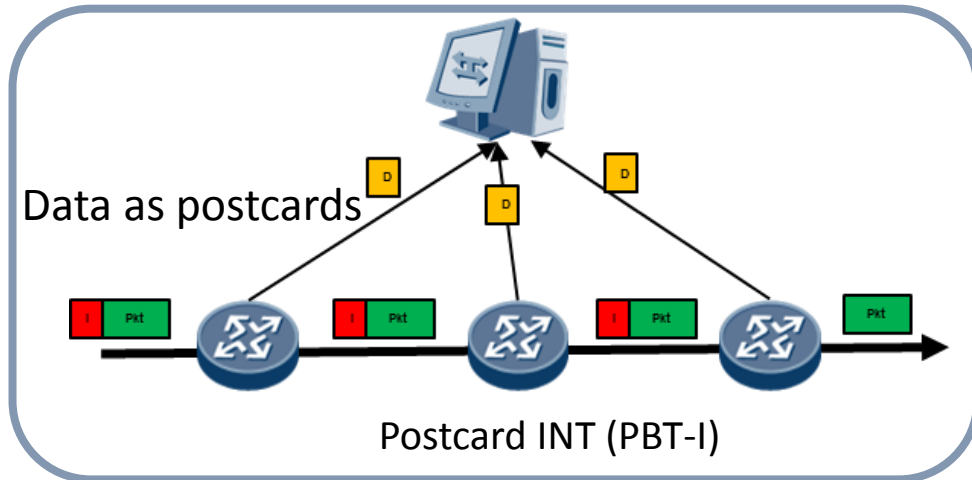 D
D
D
Data as postcards
I Pkt
I Pkt
I Pkt
Pkt
Postcard INT (PBT-I)